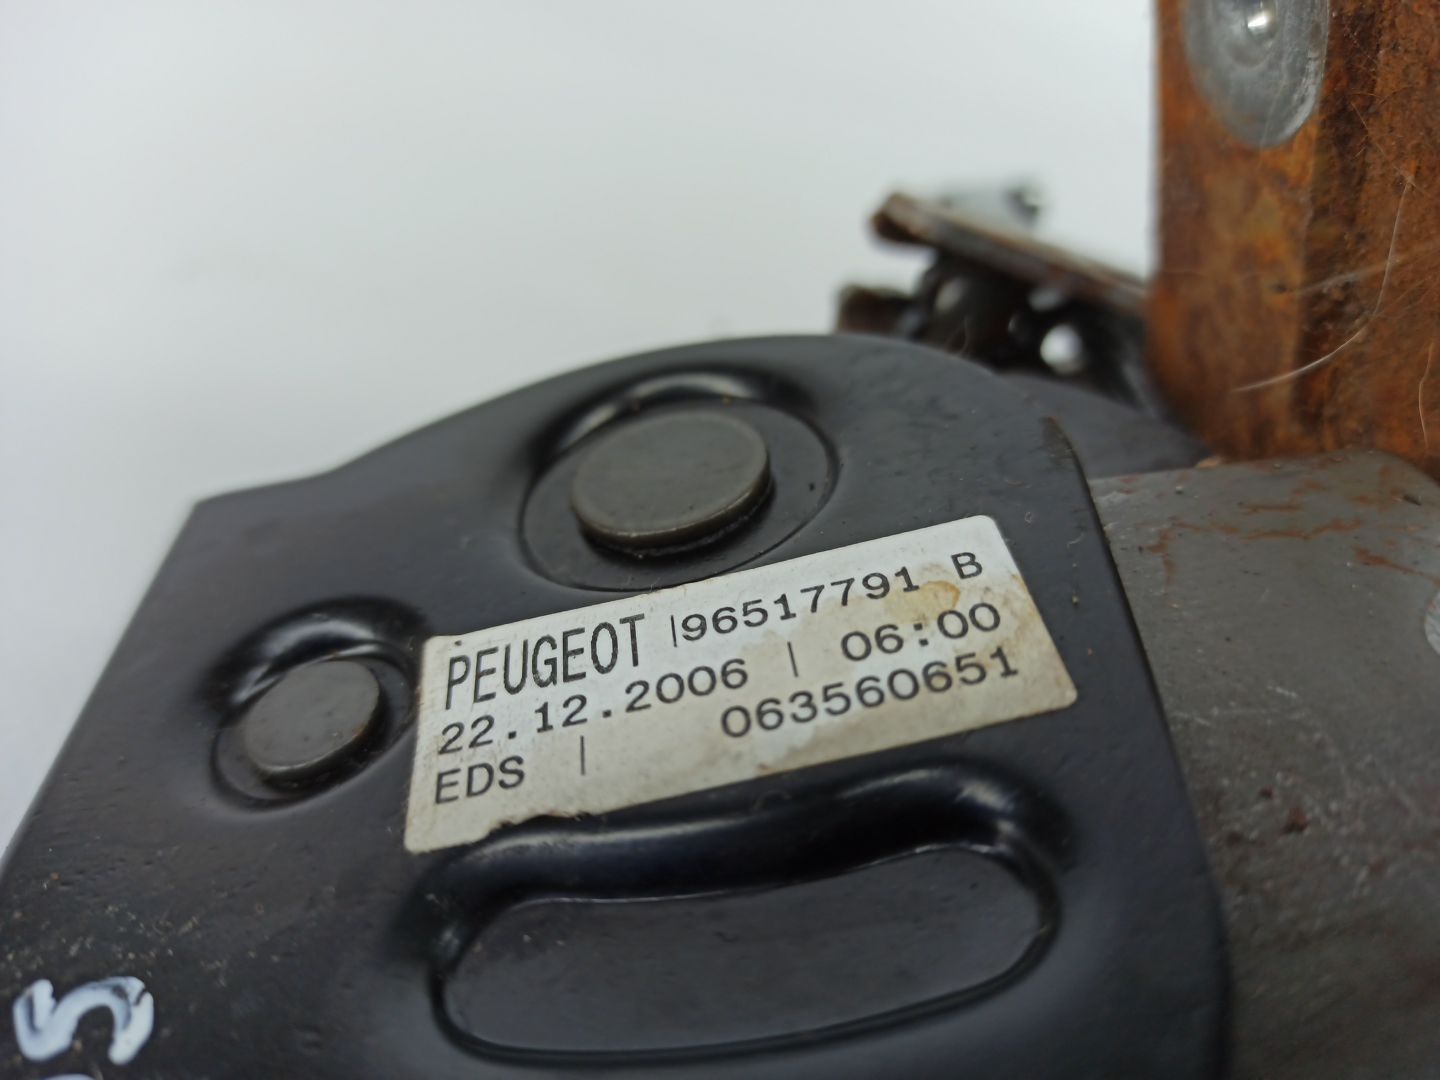 PEUGEOT |96517791 B
22.12.2006 | 06:00
EDS | 063560651